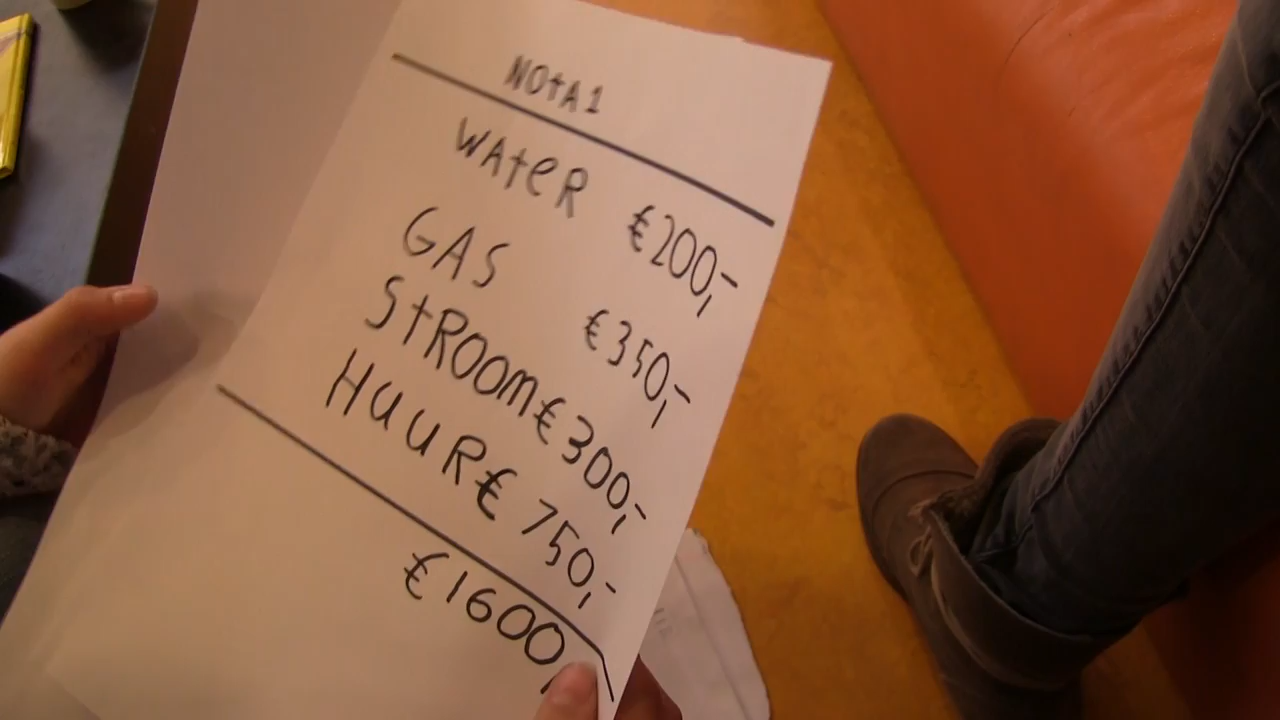 NOtA 1
WAteR €200,-
GAS €350,-
StROOm €300,-
HuuR € 750,-
€1600,